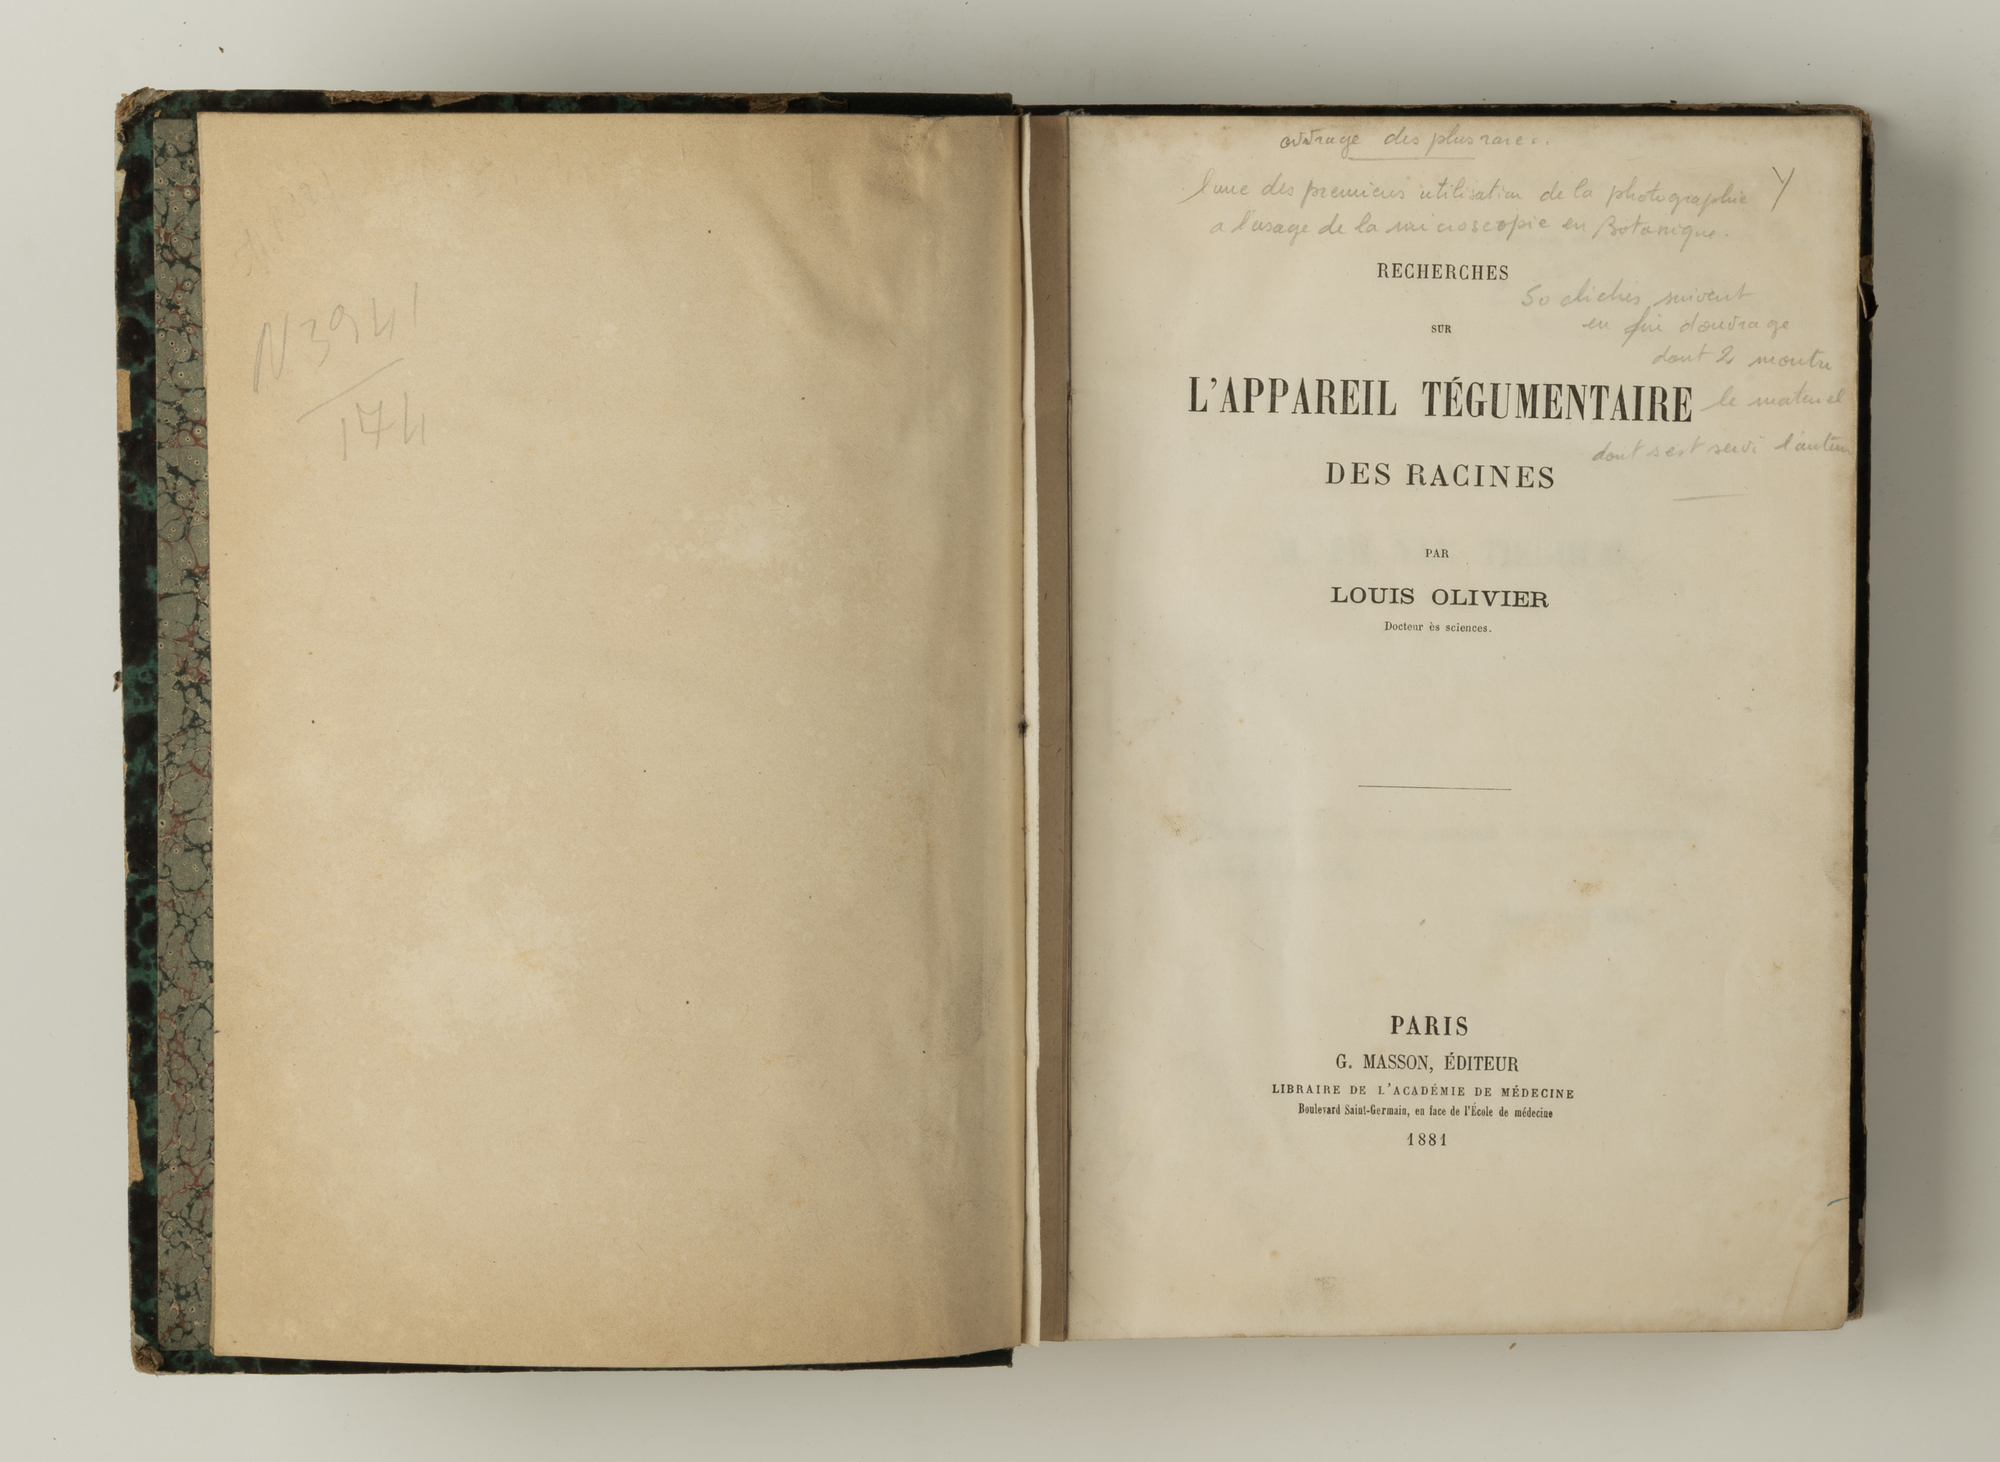 N 3941
174
ouvrage des plus rares.
l'une des premieres utilisation de la photographie
a l'usage de la microscopie en Botanique.
RECHERCHES
50 clichés suivent
SUR
en fin d'ouvrage
dont 2 montre
L'APPAREIL TÉGUMENTAIRE
le materiel
dont s'est servi l'auteur
DES RACINES
PAR
LOUIS OLIVIER
Docteur ès sciences.
PARIS
G. MASSON, ÉDITEUR
LIBRAIRE DE L'ACADÉMIE DE MÉDECINE
Boulevard Saint-Germain, en face de l'École de médecine
1881